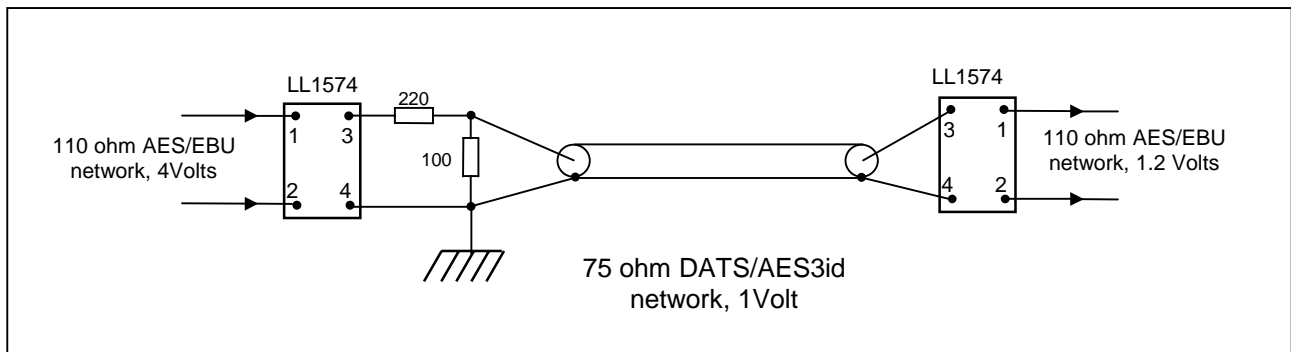 LL1574
220
100
1
3
2
4
110 ohm AES/EBU
network, 4Volts
75 ohm DATS/AES3id
network, 1Volt
LL1574
3
1
4
2
110 ohm AES/EBU
network, 1.2 Volts